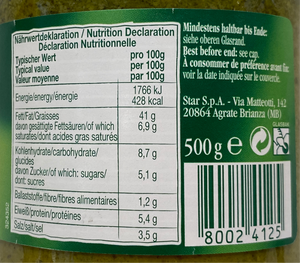 Nährwertdeklaration / Nutrition Declaration
Déclaration Nutritionnelle
Typischer Wert pro 100g
Typical value per 100g
Valeur moyenne par 100g
Energie/energy/énergie 1766 kJ
428 kcal
Fett/Fat/Graisses 41 g
davon gesättigte Fettsäuren/of which 6,9 g
saturates/dont acides gras saturés
Kohlenhydrate/carbohydrate/ 8,7 g
glucides
davon Zucker/of which: sugars/ 5,1 g
dont: sucres
Ballaststoffe/fibre/fibres alimentaires 1,2 g
Eiweiß/protein/protéines 5,4 g
Salz/salt/sel 3,5 g
Mindestens haltbar bis Ende:
siehe oberen Glasrand.
Best before end: see cap.
À consommer de préférence avant fin:
voir la date indiquée sur le couvercle.
Star S.p.A. - Via Matteotti, 142
20864 Agrate Brianza (MB)
500 g e
8002 4125